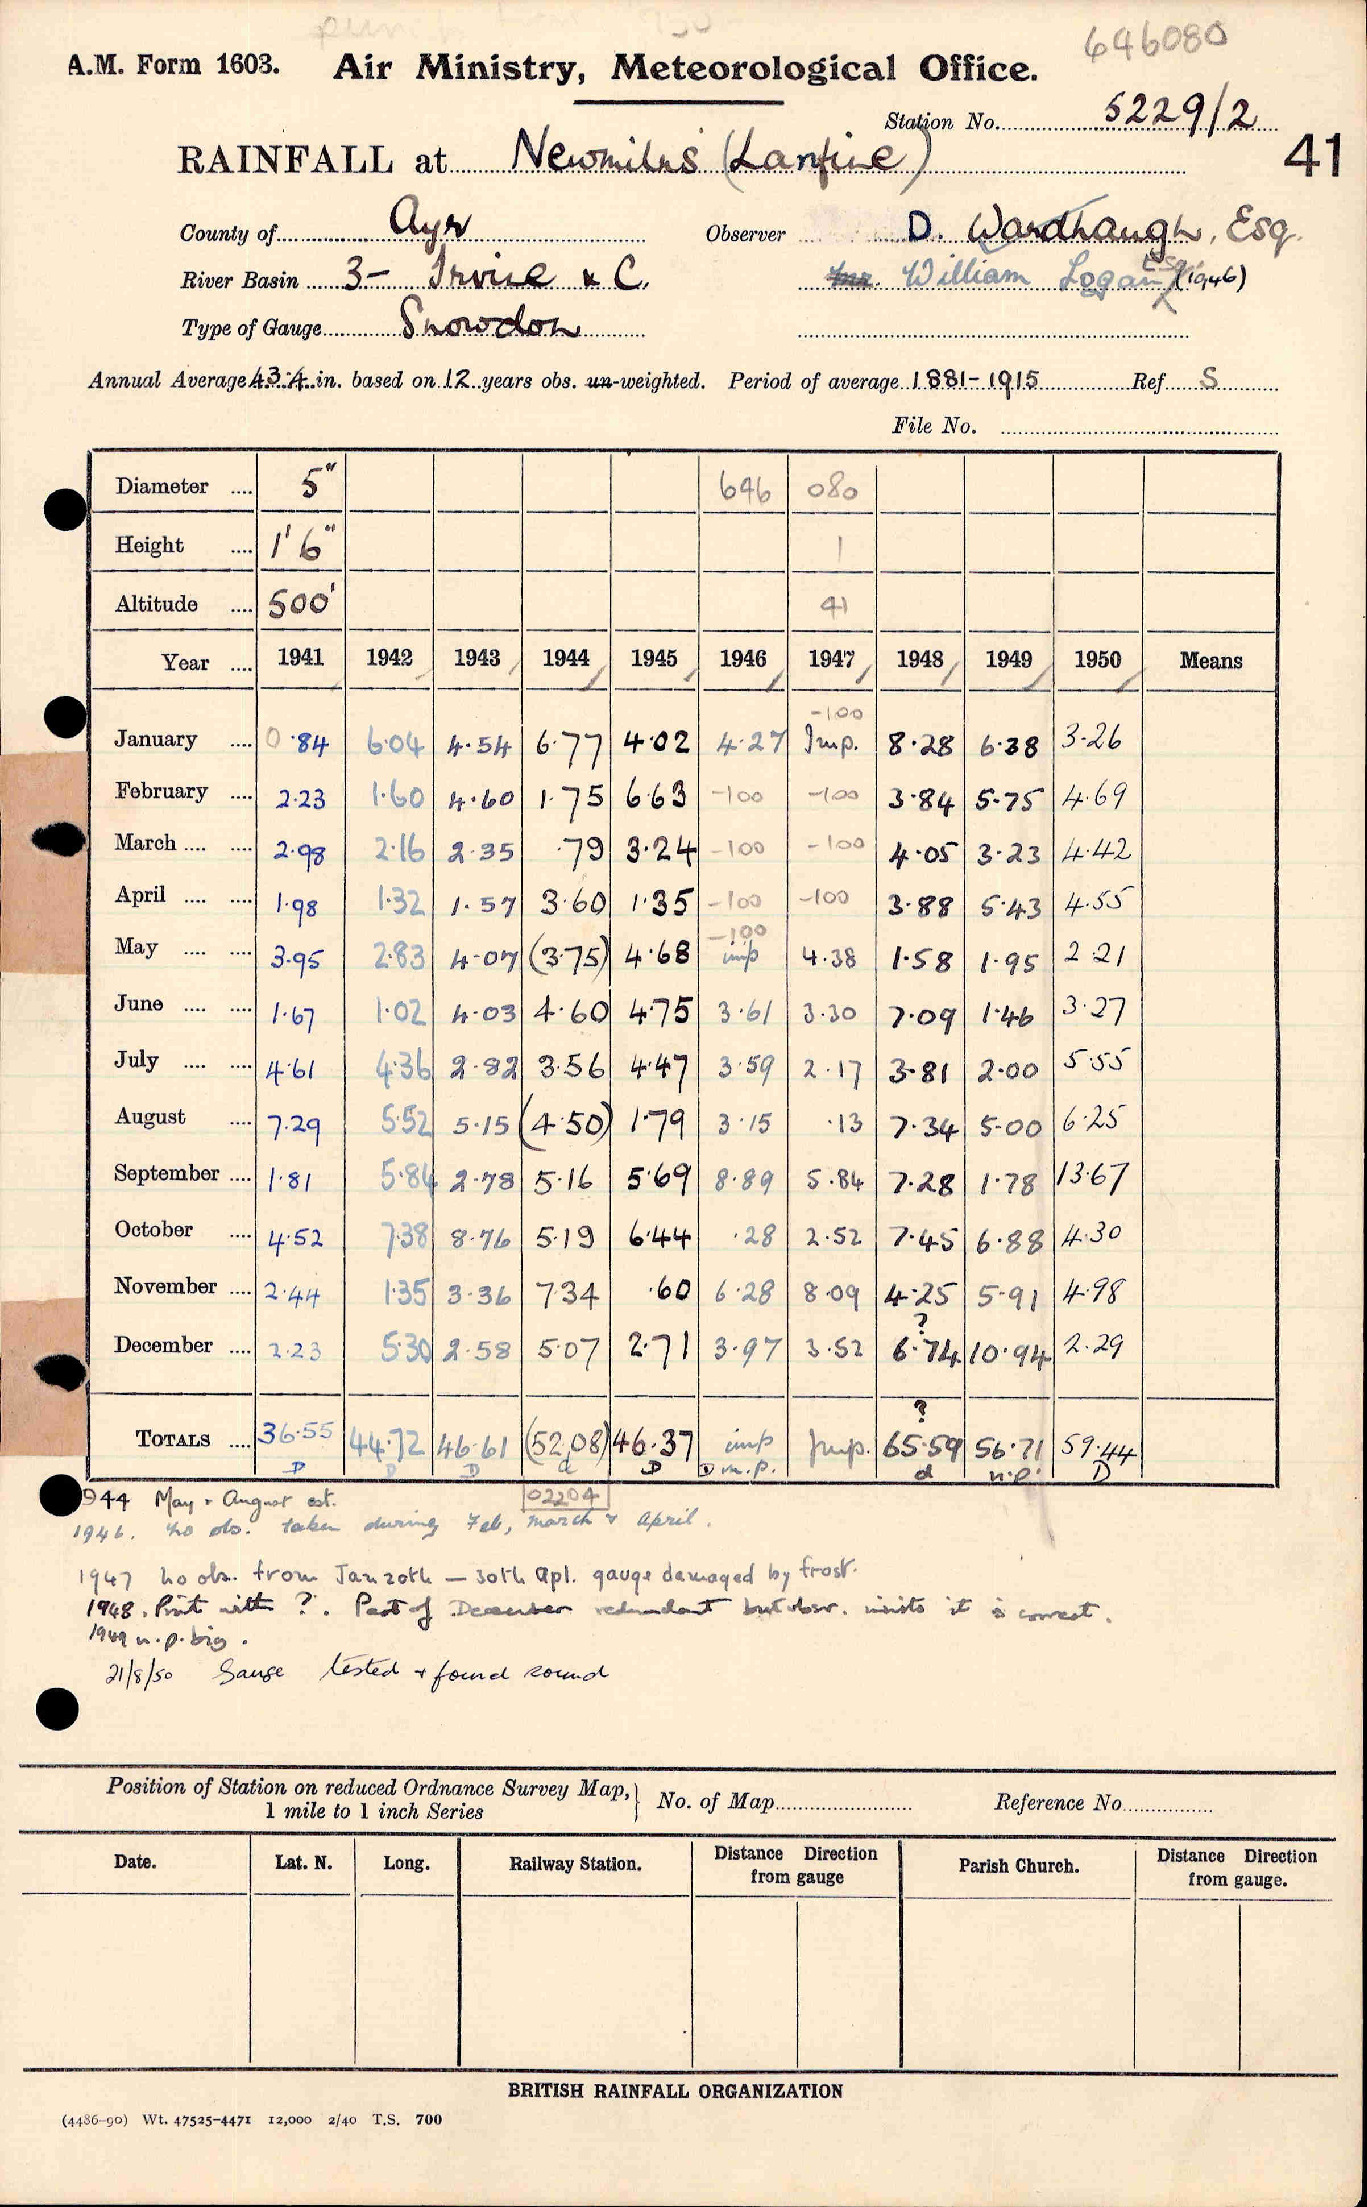 646080
A.M. Form 1603. Air Ministry, Meteorological Office.
Station No. 5229/2
RAINFALL at Newmilns (Lanfine)
41
County of Ayr Observer D. Wardhaugh, Esq.
River Basin 3- Irvine & C. Mr. William Logan Esq. (1946)
Type of Gauge Snowdon
Annual Average 43.4 in. based on 12 years obs. un-weighted. Period of average 1881-1915 Ref S
File No.
Diameter .... 5" 646 080
Height .... 1' 6" 1
Altitude .... 500' 41
Year .... 1941 1942 1943 1944 1945 1946 1947 1948 1949 1950 Means
-100
January .... 0.84 6.04 4.54 6.77 4.02 4.27 Imp. 8.28 6.38 3.26
February .... 2.23 1.60 4.60 1.75 6.63 -100 -100 3.84 5.75 4.69
March .... .... 2.98 2.16 2.35 .79 3.24 -100 -100 4.05 3.23 4.42
April .... .... 1.98 1.32 1.57 3.60 1.35 -100 -100 3.88 5.43 4.55
-100
May .... .... 3.95 2.83 4.07 (3.75) 4.68 imp 4.38 1.58 1.95 2.21
June .... .... 1.67 1.02 4.03 4.60 4.75 3.61 3.30 7.09 1.46 3.27
July .... .... 4.61 4.36 2.82 3.56 4.47 3.59 2.17 3.81 2.00 5.55
August .... 7.29 5.52 5.15 (4.50) 1.79 3.15 .13 7.34 5.00 6.25
September .... 1.81 5.84 2.78 5.16 5.69 8.89 5.84 7.28 1.78 13.67
October .... 4.52 7.38 8.76 5.19 6.44 .28 2.52 7.45 6.88 4.30
November .... 2.44 1.35 3.36 7.34 .60 6.28 8.09 4.25 5.91 4.98
?
December .... 2.23 5.30 2.58 5.07 2.71 3.97 3.52 6.74 10.94 2.29
?
TOTALS .... 36.55 44.72 46.61 (52.08) 46.37 imp Imp. 65.59 56.71 59.44
D D D d D n.p. d n.p. D
1944 May & August est. 02204
1946. no obs. taken during Feb, March & April.
1947 no obs. from Jan 20th — 30th Apl. gauge damaged by frost.
1948. Print with ?. Part of December redundant but obsr. insists it is correct.
1949 n.p. big.
21/8/50 Gauge tested & found sound
Position of Station on reduced Ordnance Survey Map, } No. of Map Reference No
1 mile to 1 inch Series
Date. Lat. N. Long. Railway Station. Distance Direction from gauge Parish Church. Distance Direction from gauge.
BRITISH RAINFALL ORGANIZATION
(4486-90) Wt. 47525-4471 12,000 2/40 T.S. 700